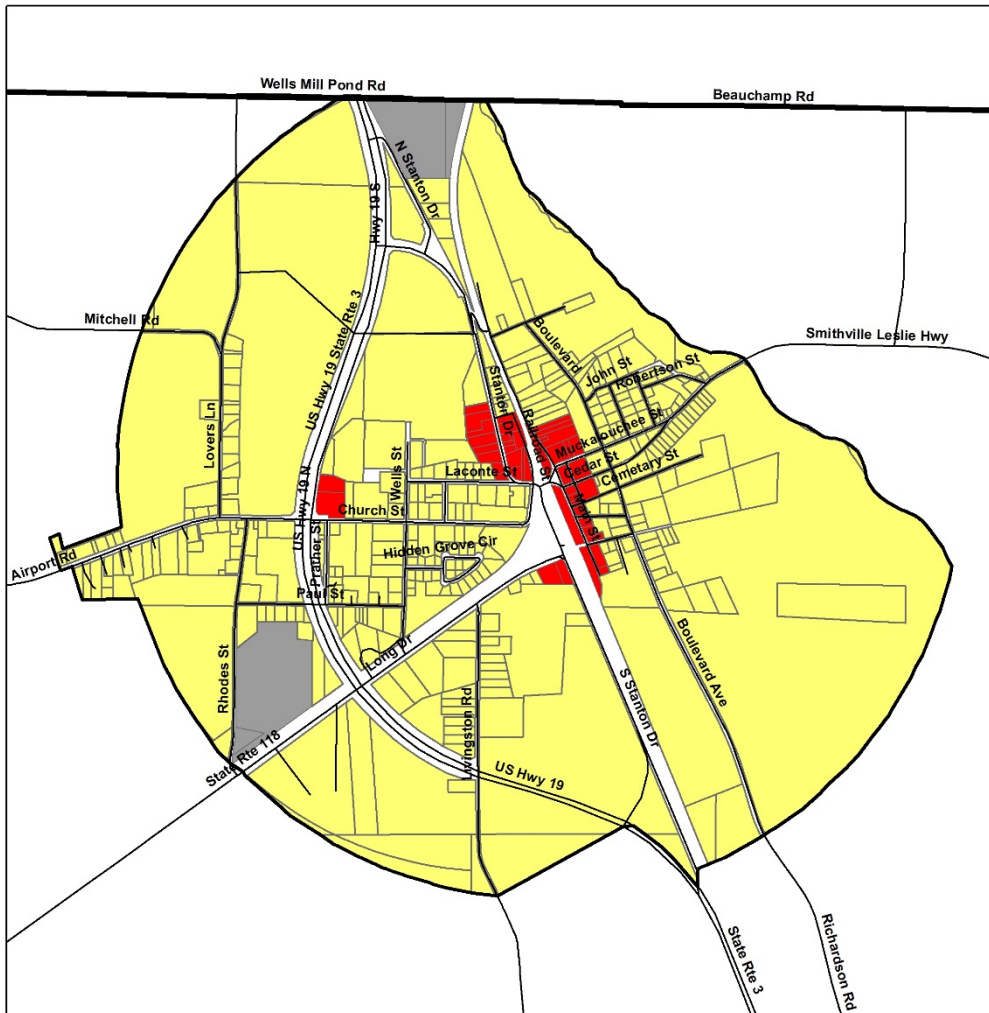 Wells Mill Pond Rd
Beauchamp Rd
N Stanton Dr
Hwy 19 S
Mitchell Rd
US Hwy 19 State Rte 3
Boulevard
Smithville Leslie Hwy
John St
Robertson St
Stanton Dr
Railroad St
Lovers Ln
Muckalouchee St
Cedar St
Cemetary St
Wells St
Laconte St
Main St
Church St
US Hwy 19 N
Prather St
Hidden Grove Cir
Airport Rd
Paul St
Long Dr
Rhodes St
Boulevard Ave
S Stanton Dr
Livingston Rd
State Rte 118
US Hwy 19
State Rte 3
Richardson Rd